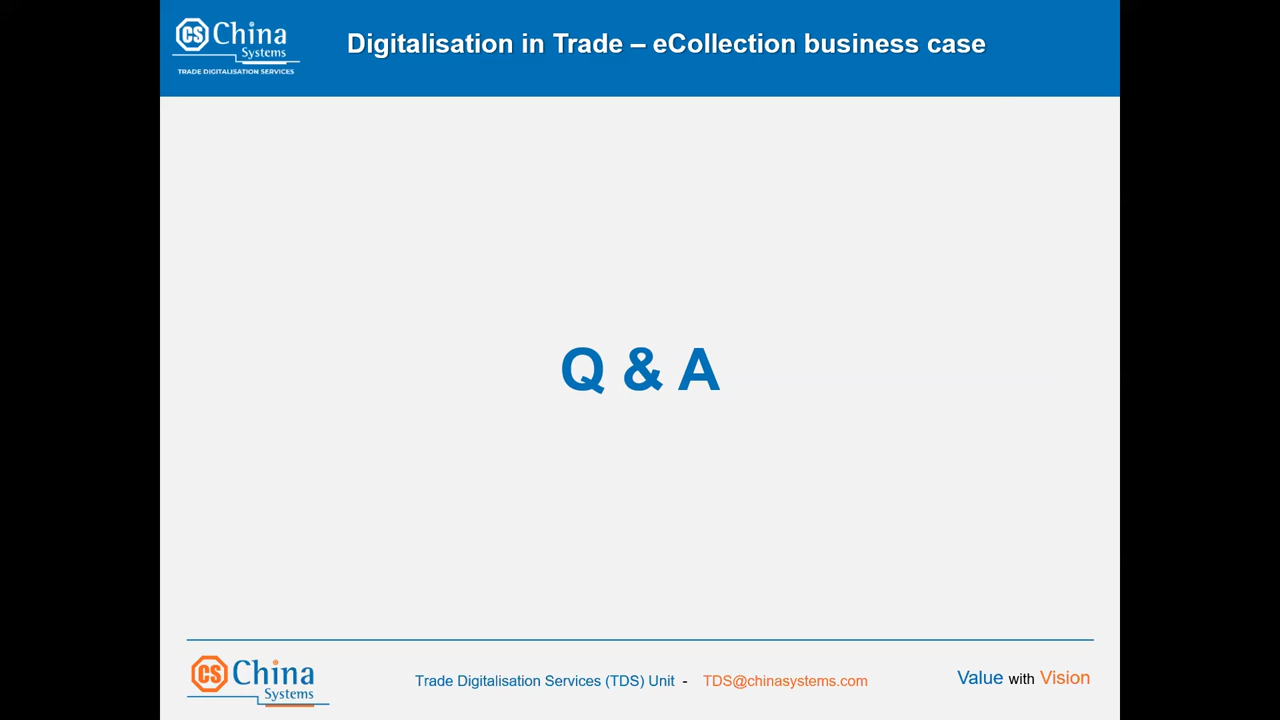 CS China
Systems
TRADE DIGITALISATION SERVICES
Digitalisation in Trade – eCollection business case
Q & A
CS China
Systems
Trade Digitalisation Services (TDS) Unit - TDS@chinasystems.com
Value with Vision